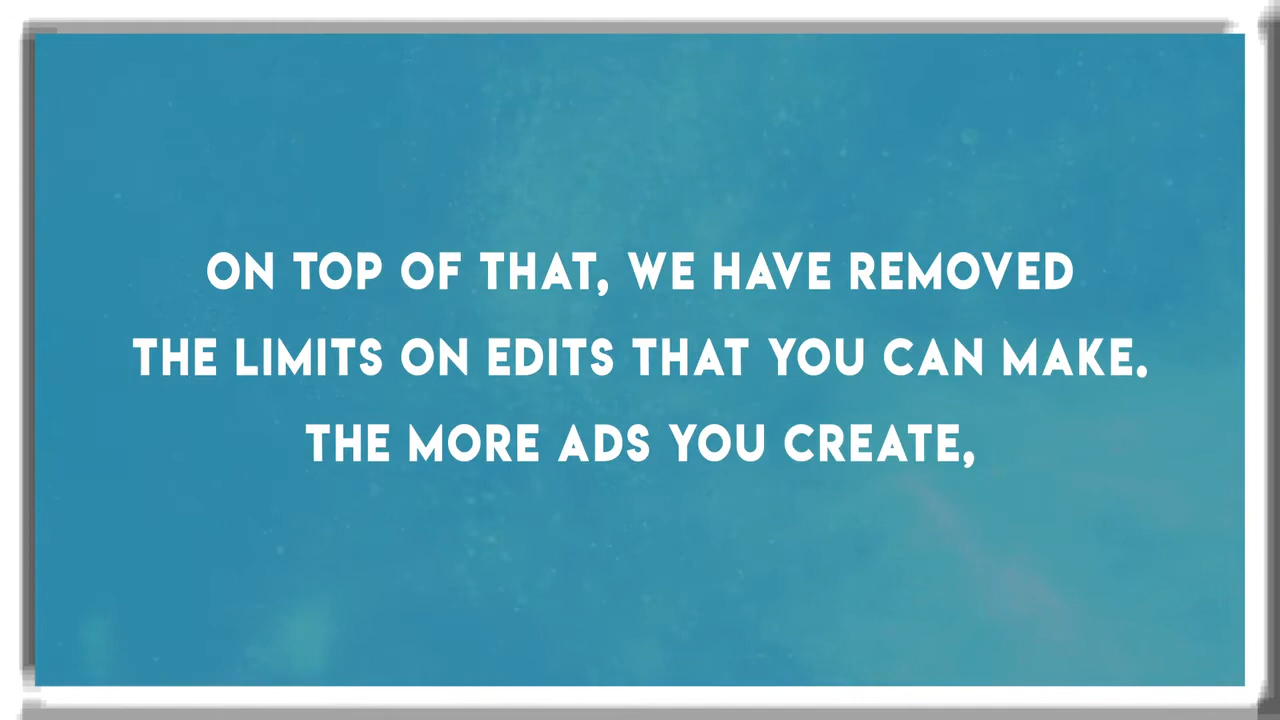 ON TOP OF THAT, WE HAVE REMOVED
THE LIMITS ON EDITS THAT YOU CAN MAKE.
THE MORE ADS YOU CREATE,